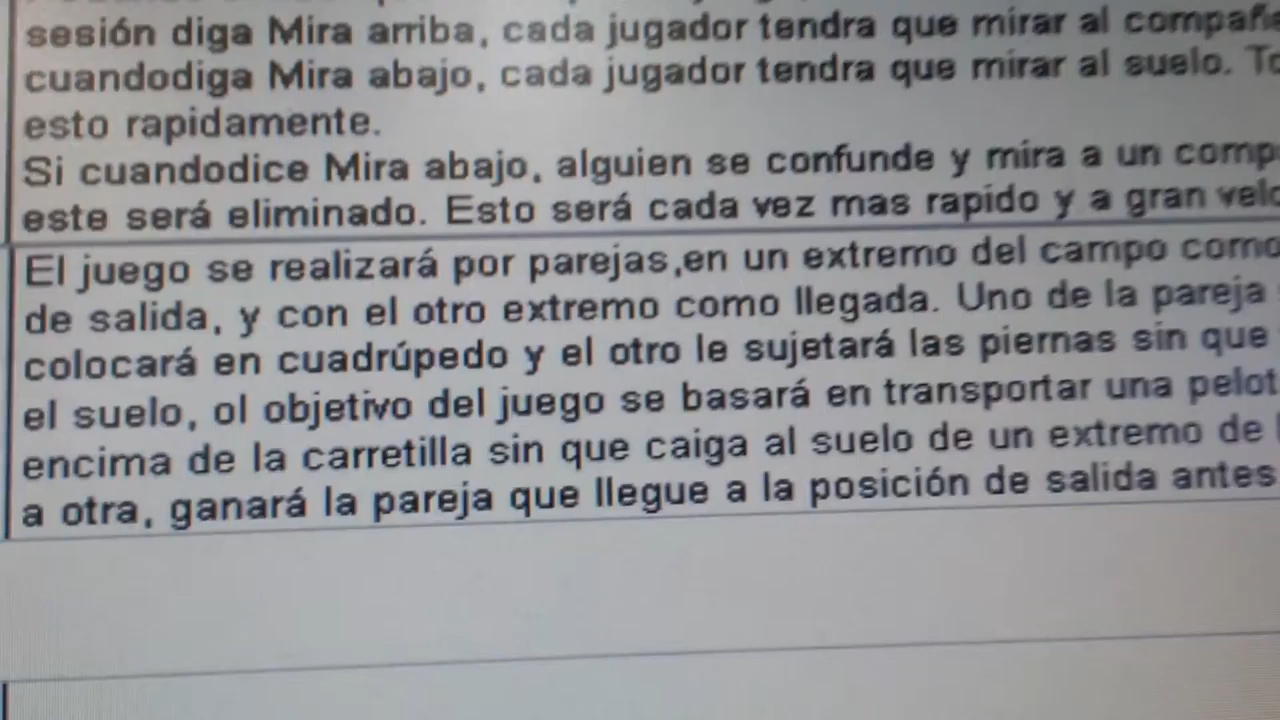 sesión diga Mira arriba, cada jugador tendra que mirar al
cuandodiga Mira abajo, cada jugador tendra que mirar al suelo.
esto rapidamente.
Si cuandodice Mira abajo, alguien se confunde y mira a un
este será eliminado. Esto será cada vez mas rapido y a gran
El juego se realizará por parejas,en un extremo del campo como
de salida, y con el otro extremo como llegada. Uno de la pareja
colocará en cuadrúpedo y el otro le sujetará las piernas sin que
el suelo, ol objetivo del juego se basará en transportar una
encima de la carretilla sin que caiga al suelo de un extremo de
a otra, ganará la pareja que llegue a la posición de salida antes